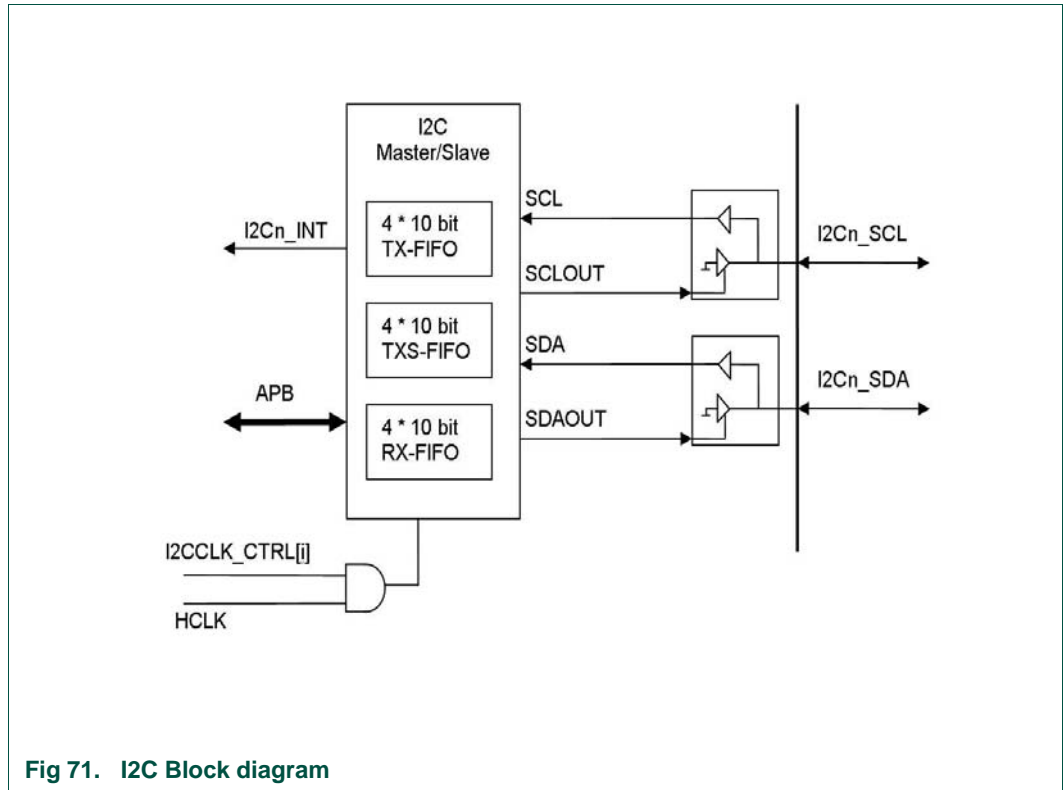 I2C
Master/Slave
4 * 10 bit
TX-FIFO
4 * 10 bit
TXS-FIFO
4 * 10 bit
RX-FIFO
I2Cn_INT
APB
I2CCLK_CTRL[i]
HCLK
SCL
SCLOUT
SDA
SDAOUT
I2Cn_SCL
I2Cn_SDA
Fig 71. I2C Block diagram